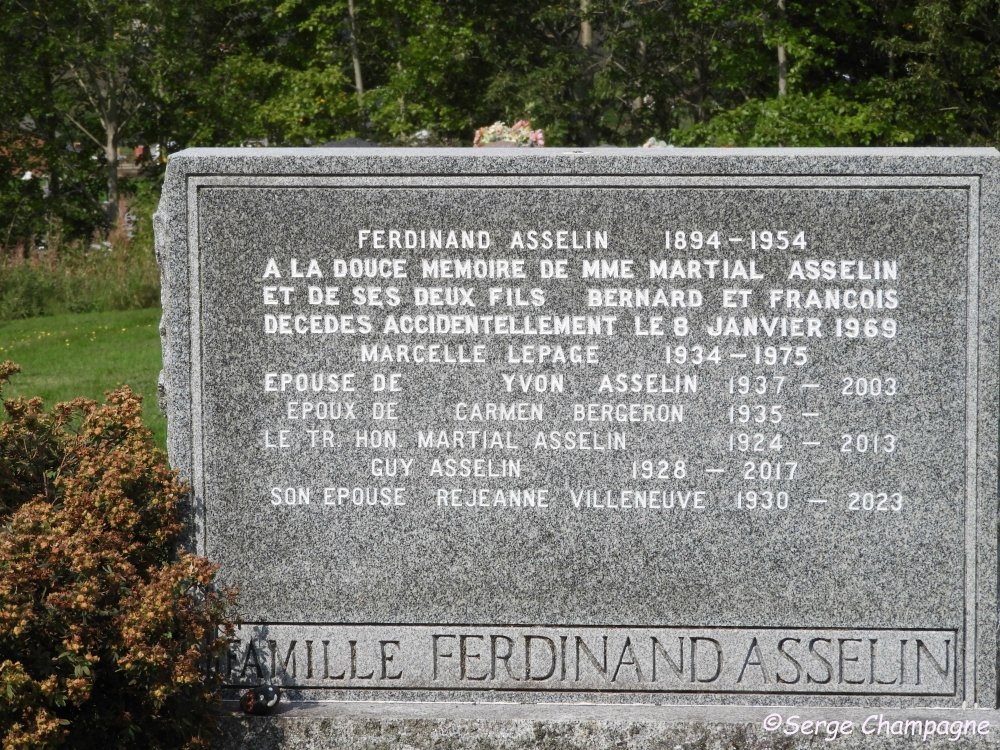 FERDINAND ASSELIN 1894-1954
A LA DOUCE MEMOIRE DE MME MARTIAL ASSELIN
ET DE SES DEUX FILS BERNARD ET FRANCOIS
DECEDES ACCIDENTELLEMENT LE 8 JANVIER 1969
MARCELLE LEPAGE 1934-1975
EPOUSE DE YVON ASSELIN 1937 - 2003
EPOUX DE CARMEN BERGERON 1935 -
LE TR. HON MARTIAL ASSELIN 1924 - 2013
GUY ASSELIN 1928 - 2017
SON EPOUSE REJEANNE VILLENEUVE 1930 - 2023
FAMILLE FERDINAND ASSELIN
©Serge Champagne